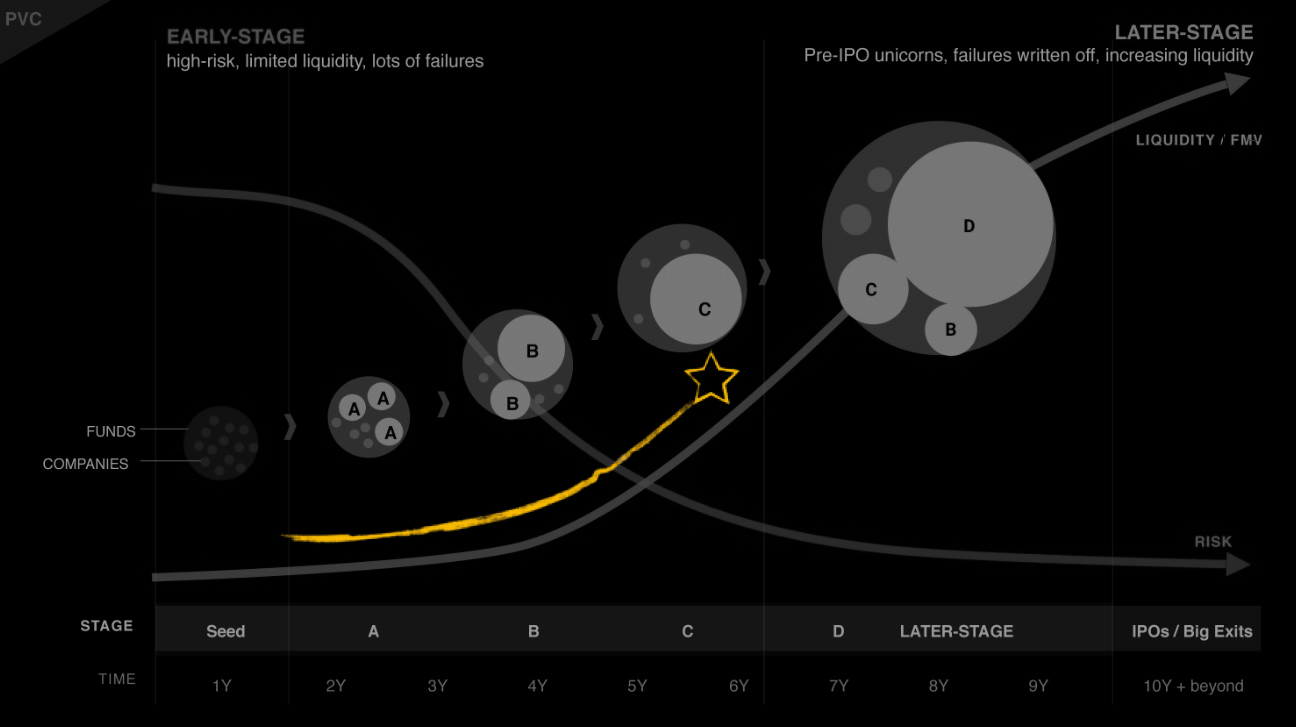 PVC
EARLY-STAGE
high-risk, limited liquidity, lots of failures
LATER-STAGE
Pre-IPO unicorns, failures written off, increasing liquidity
LIQUIDITY / FMV
D
C
B
C
B
B
A
A
A
FUNDS
COMPANIES
RISK
STAGE Seed A B C D LATER-STAGE IPOs / Big Exits
TIME 1Y 2Y 3Y 4Y 5Y 6Y 7Y 8Y 9Y 10Y + beyond